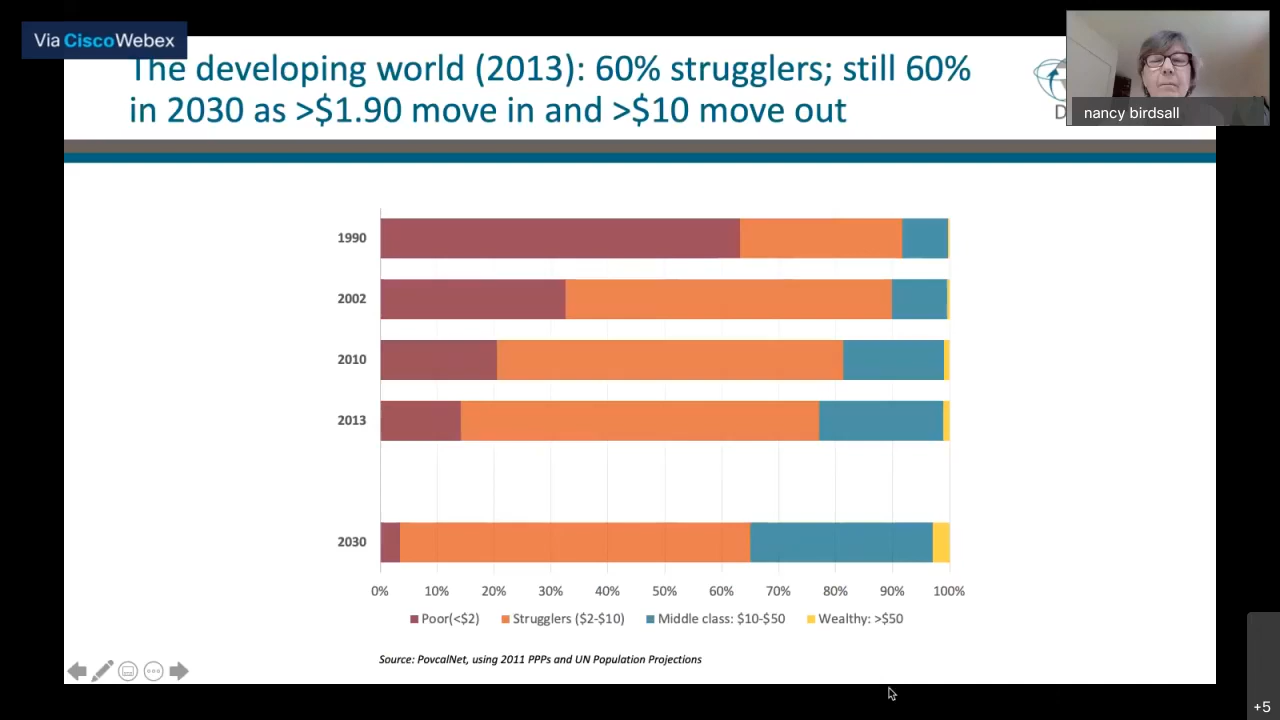 Via CiscoWebex
The developing world (2013): 60% strugglers; still 60%
in 2030 as >$1.90 move in and >$10 move out
nancy birdsall
1990
2002
2010
2013
2030
0% 10% 20% 30% 40% 50% 60% 70% 80% 90% 100%
Poor(<$2) Strugglers ($2-$10) Middle class: $10-$50 Wealthy: >$50
Source: PovcalNet, using 2011 PPPs and UN Population Projections
+5